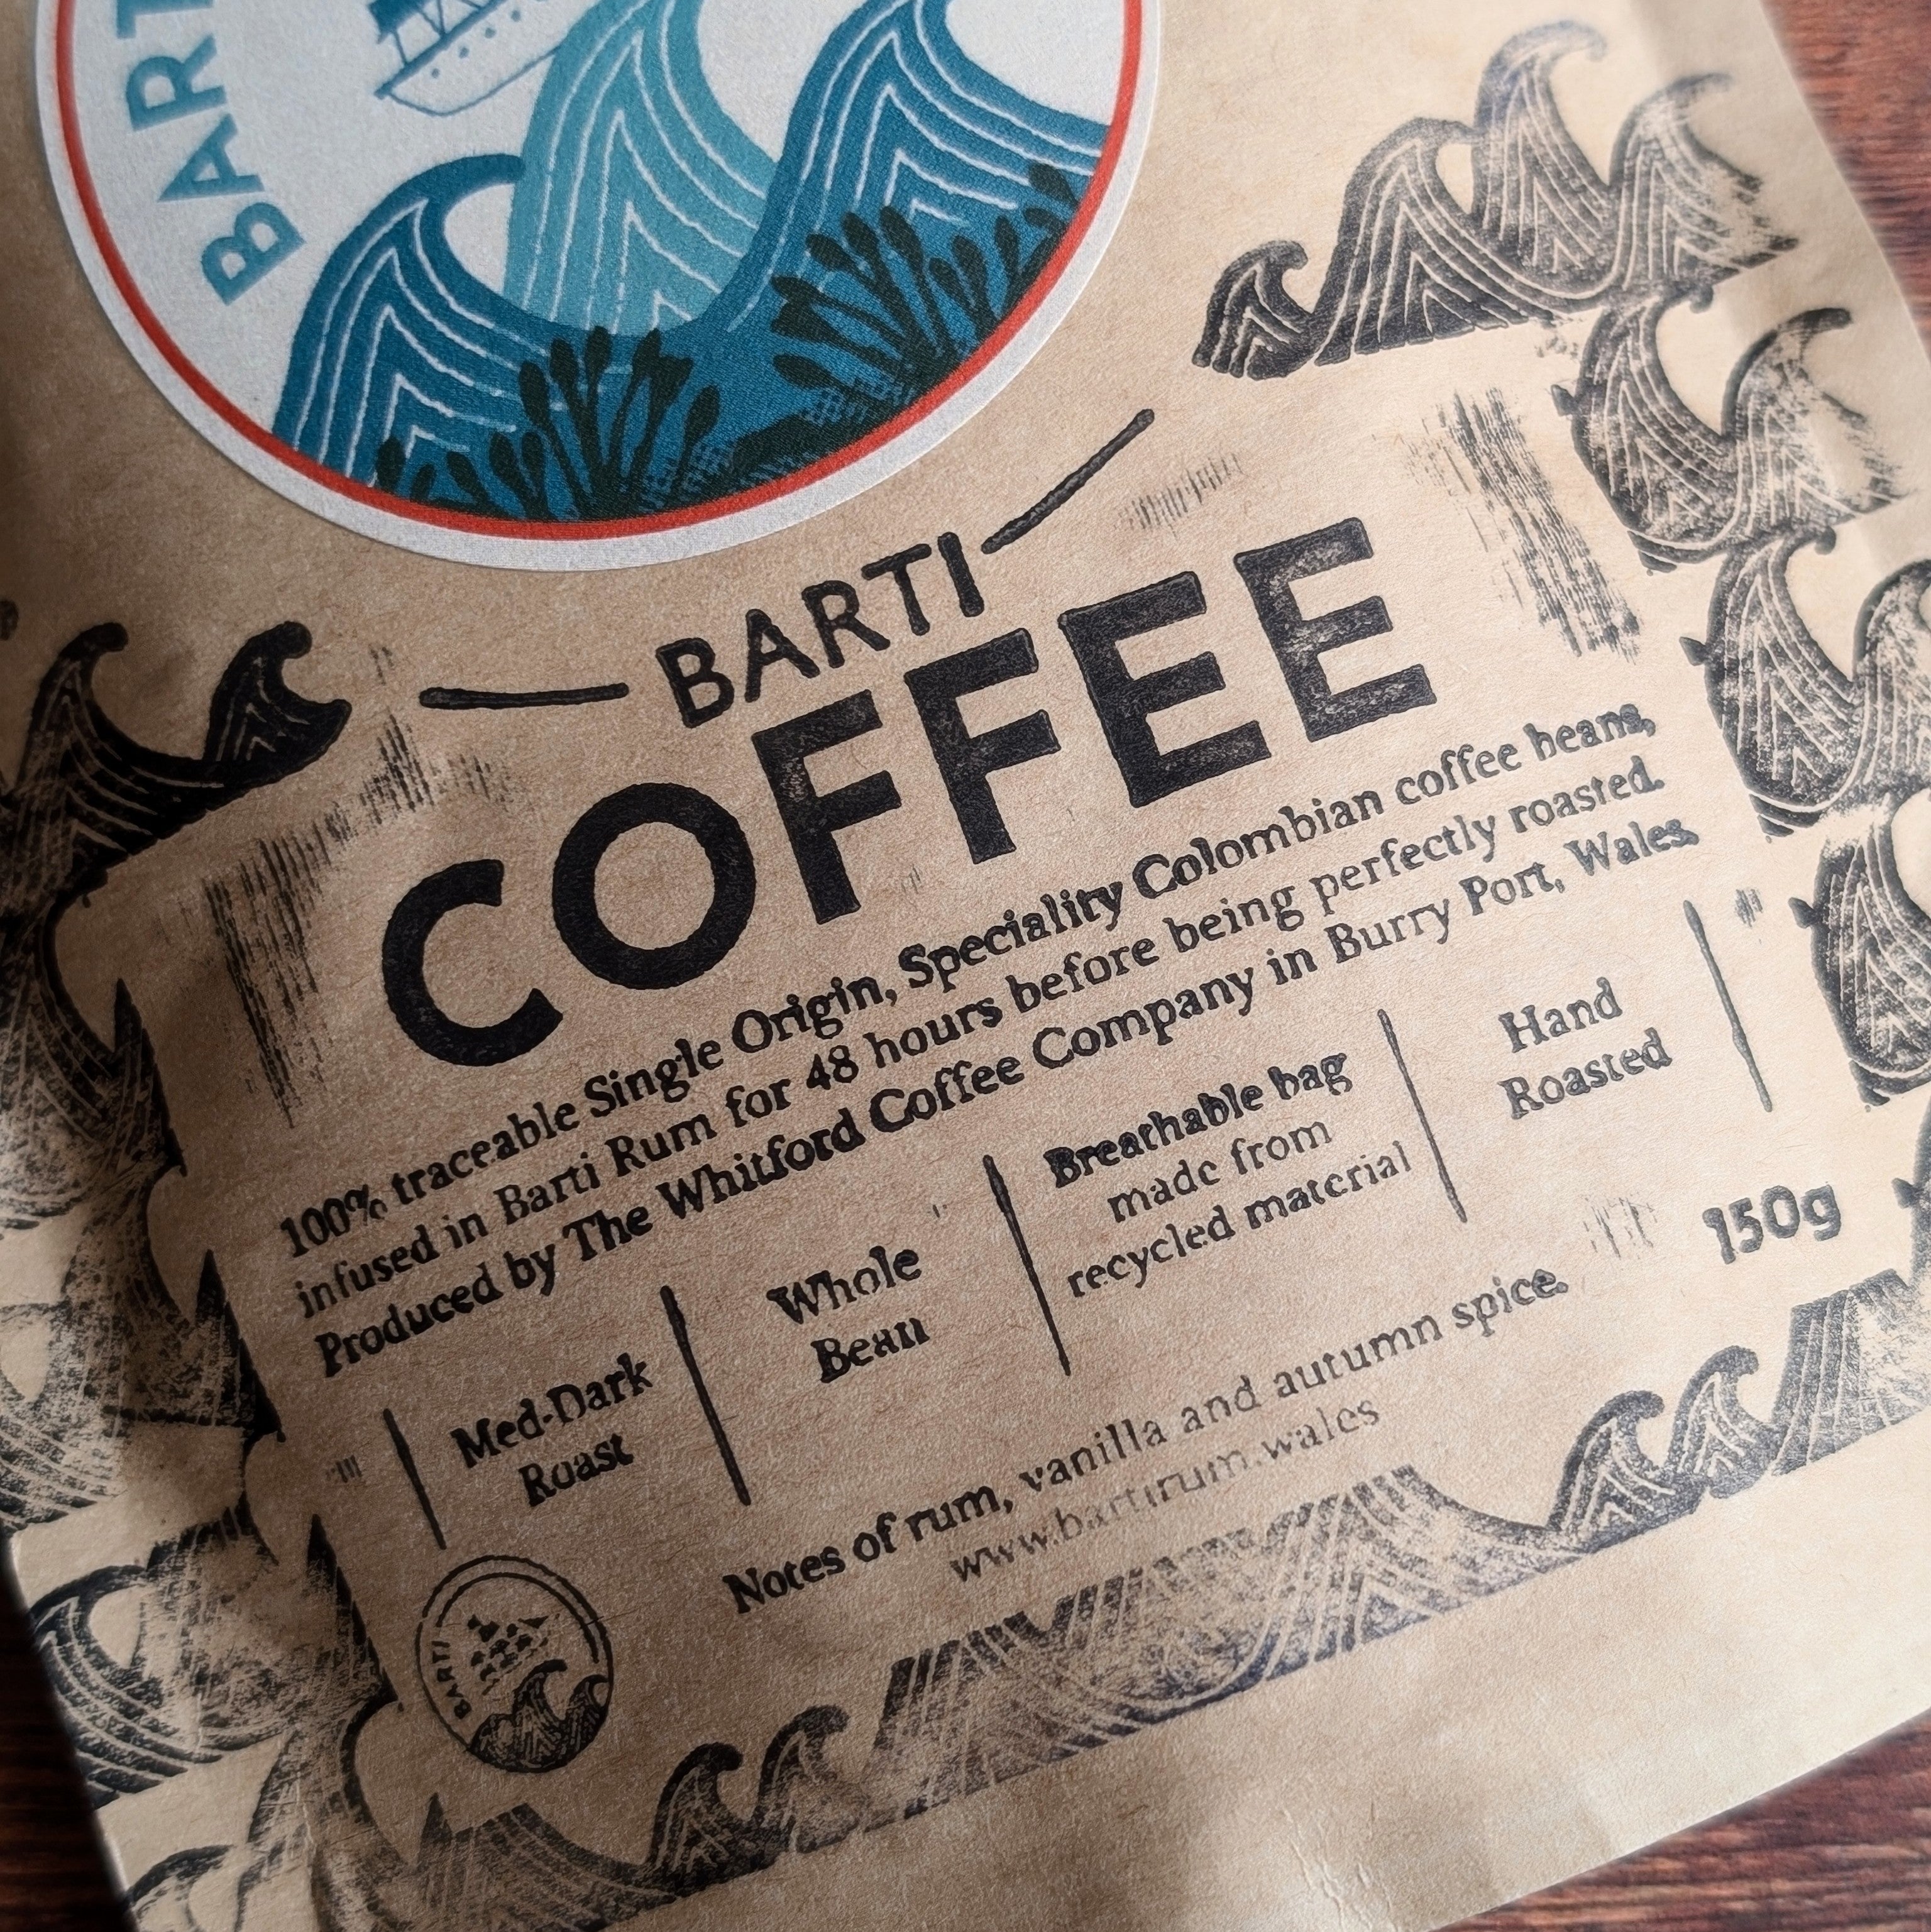 BARTI
COFFEE
100% traceable Single Origin, Speciality Colombian coffee beans,
infused in Barti Rum for 48 hours before being perfectly roasted.
Produced by The Whitford Coffee Company in Burry Port, Wales.
Med-Dark
Roast
Whole
Bean
Breathable bag
made from
recycled material
Hand
Roasted
150g
Notes of rum, vanilla and autumn spice.
www.bartirum.wales
BARTI